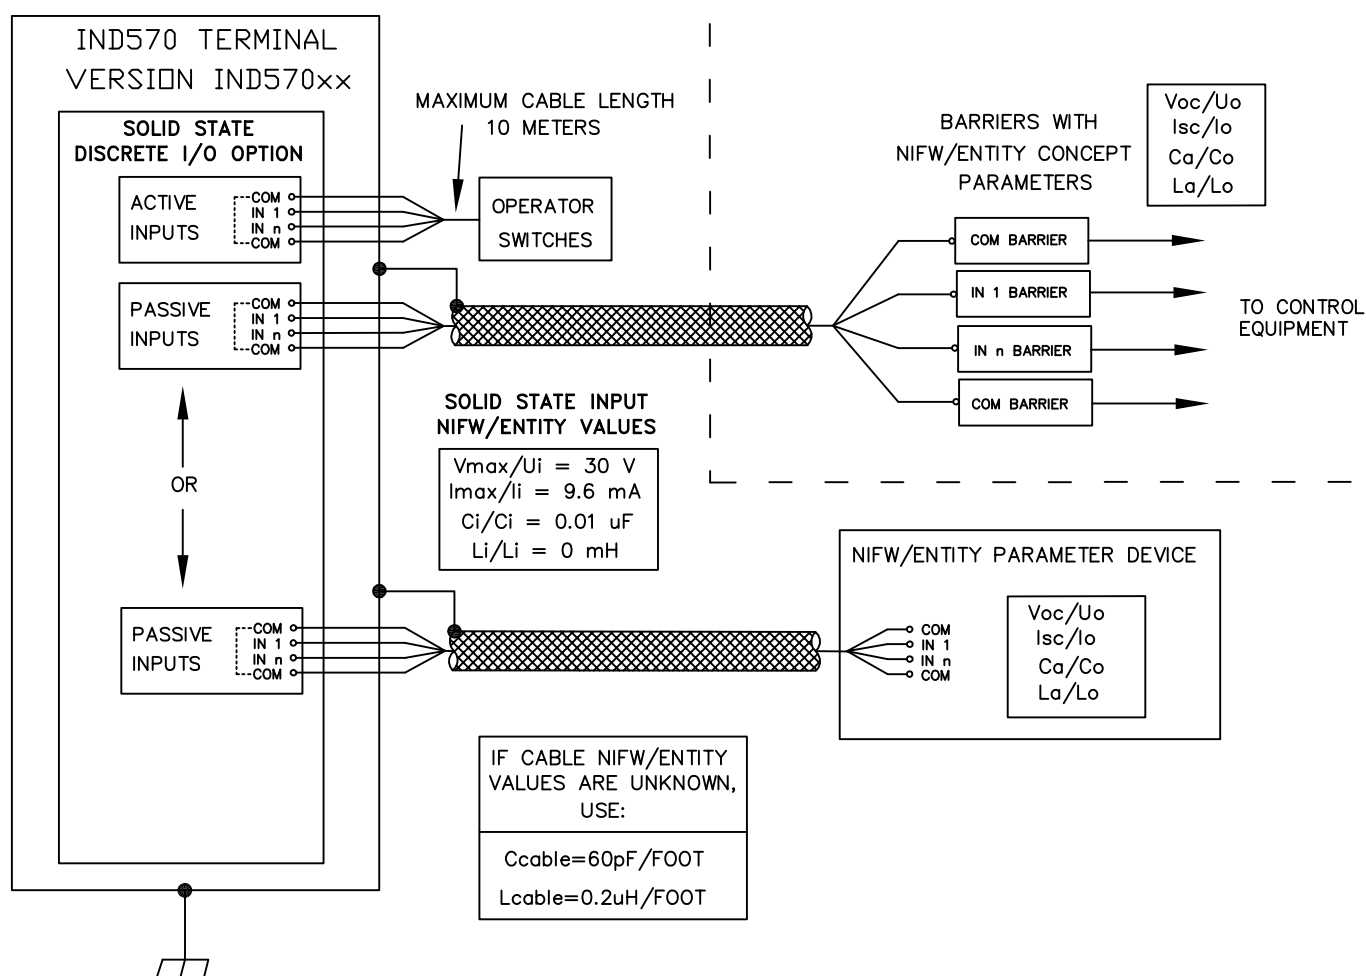 IND570 TERMINAL
VERSION IND570xx
SOLID STATE
DISCRETE I/O OPTION
ACTIVE
INPUTS
COM
IN 1
IN n
COM
MAXIMUM CABLE LENGTH
10 METERS
OPERATOR
SWITCHES
PASSIVE
INPUTS
COM
IN 1
IN n
COM
BARRIERS WITH
NIFW/ENTITY CONCEPT
PARAMETERS
Voc/Uo
Isc/Io
Ca/Co
La/Lo
COM BARRIER
IN 1 BARRIER
IN n BARRIER
COM BARRIER
TO CONTROL
EQUIPMENT
OR
SOLID STATE INPUT
NIFW/ENTITY VALUES
Vmax/Ui = 30 V
Imax/Ii = 9.6 mA
Ci/Ci = 0.01 uF
Li/Li = 0 mH
PASSIVE
INPUTS
COM
IN 1
IN n
COM
NIFW/ENTITY PARAMETER DEVICE
COM
IN 1
IN n
COM
Voc/Uo
Isc/Io
Ca/Co
La/Lo
IF CABLE NIFW/ENTITY
VALUES ARE UNKNOWN,
USE:
Ccable=60pF/FOOT
Lcable=0.2uH/FOOT